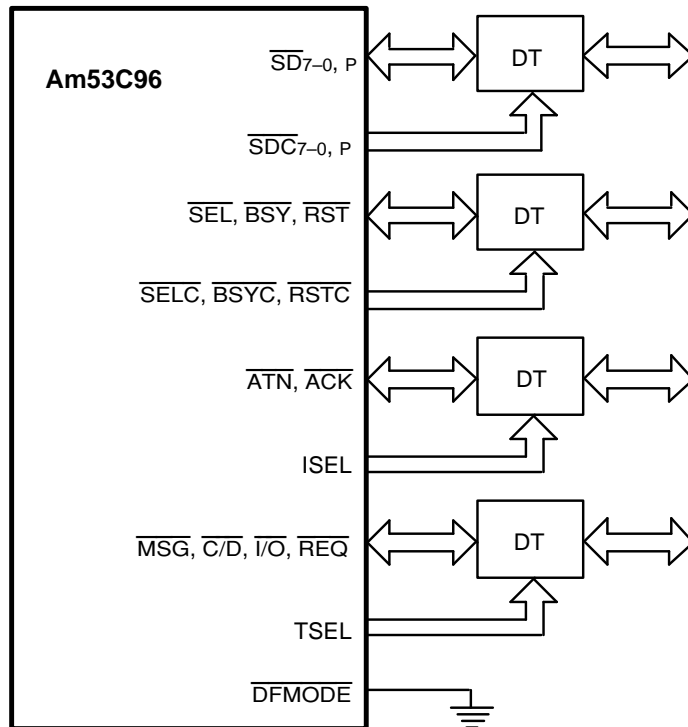 Am53C96
SD7–0, P
DT
SDC7–0, P
SEL, BSY, RST
DT
SELC, BSYC, RSTC
ATN, ACK
DT
ISEL
MSG, C/D, I/O, REQ
DT
TSEL
DFMODE